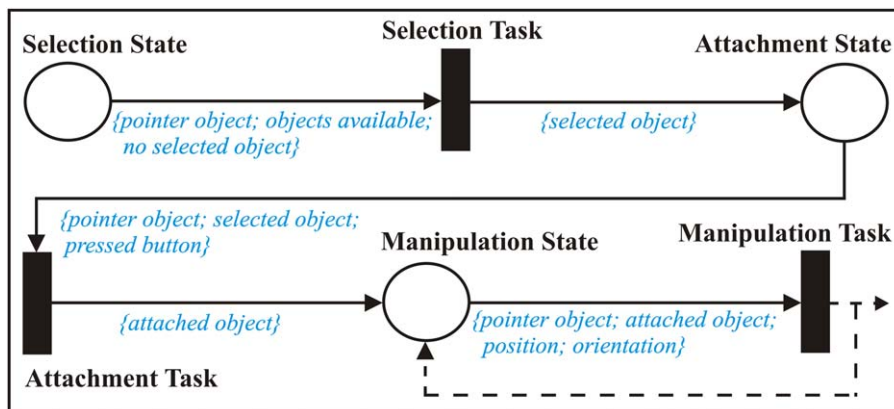 Selection State
Selection Task
Attachment State
{pointer object; objects available;
no selected object}
{selected object}
{pointer object; selected object;
pressed button}
Manipulation State
Manipulation Task
{attached object}
{pointer object; attached object;
position; orientation}
Attachment Task